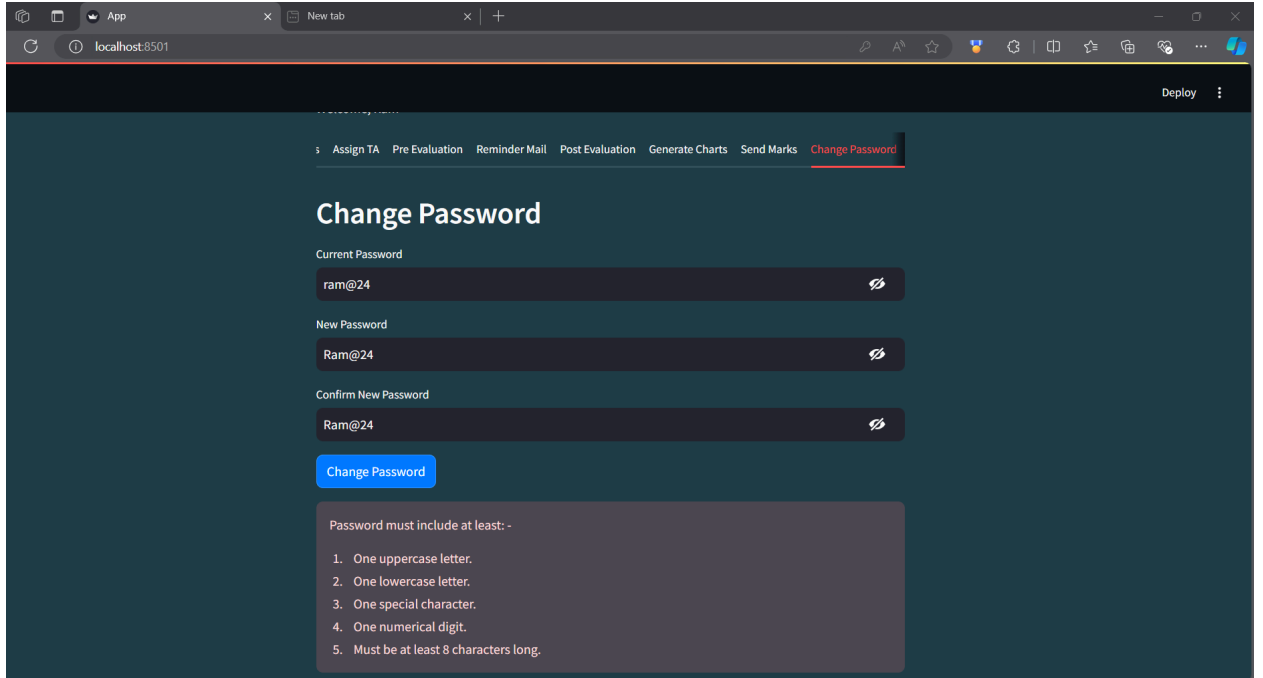 App
New tab
localhost:8501
Deploy
s Assign TA Pre Evaluation Reminder Mail Post Evaluation Generate Charts Send Marks Change Password
Change Password
Current Password
ram@24
New Password
Ram@24
Confirm New Password
Ram@24
Change Password
Password must include at least: -
1. One uppercase letter.
2. One lowercase letter.
3. One special character.
4. One numerical digit.
5. Must be at least 8 characters long.